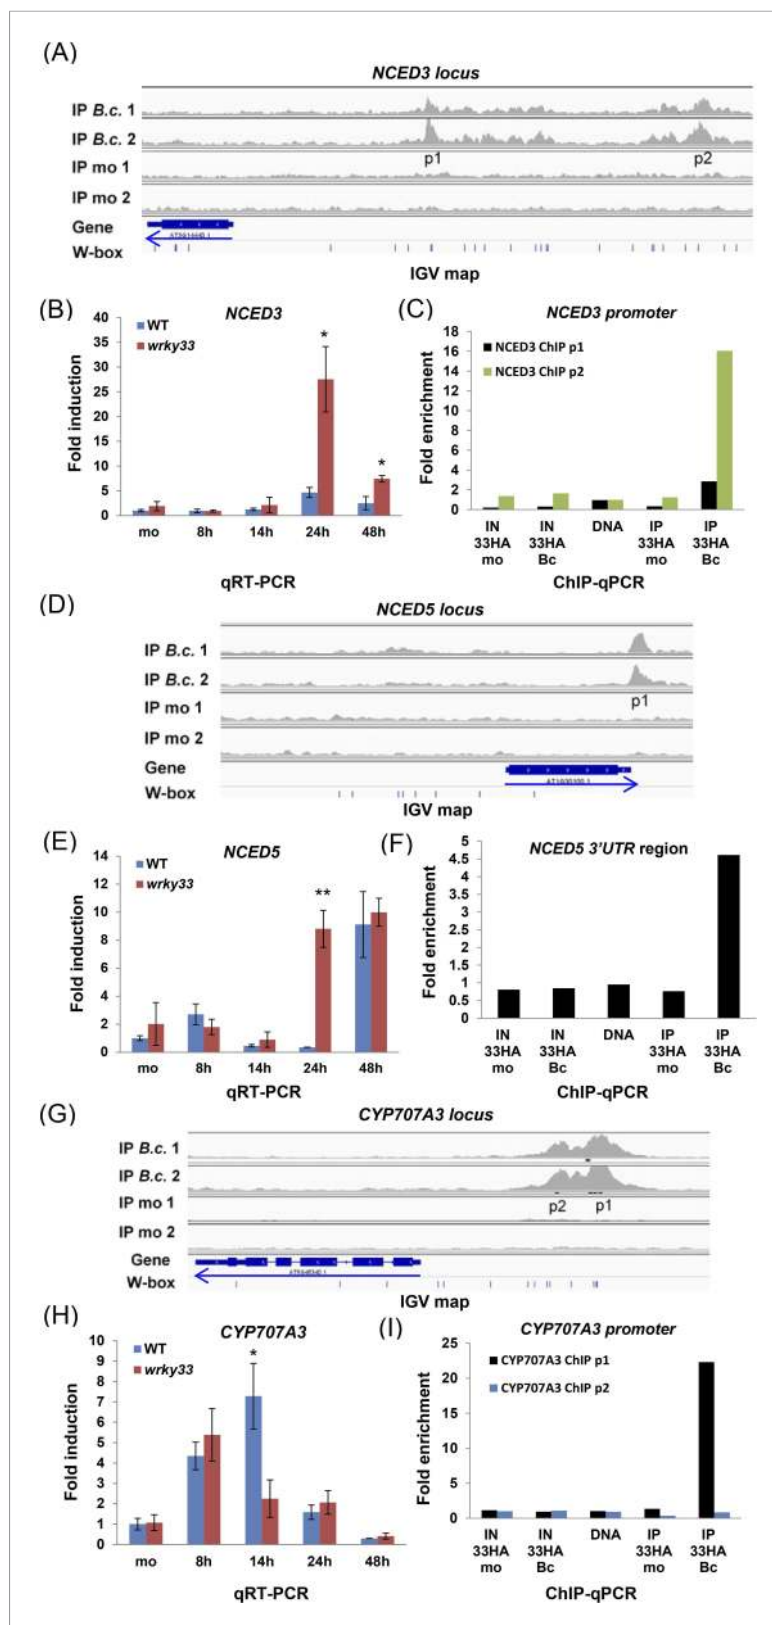 (A)
NCED3 locus
IP B.c. 1
IP B.c. 2
p1 p2
IP mo 1
IP mo 2
Gene
W-box
IGV map
(B)
NCED3
WT
wrky33
Fold induction
40
35
30
25
20
15
10
5
0
*
*
mo 8h 14h 24h 48h
qRT-PCR
(C)
NCED3 promoter
NCED3 ChIP p1
NCED3 ChIP p2
Fold enrichment
18
16
14
12
10
8
6
4
2
0
IN IN DNA IP IP
33HA 33HA 33HA 33HA
mo Bc mo Bc
ChIP-qPCR
(D)
NCED5 locus
IP B.c. 1
IP B.c. 2
p1
IP mo 1
IP mo 2
Gene
W-box
IGV map
(E)
NCED5
WT
wrky33
Fold induction
14
12
10
8
6
4
2
0
**
mo 8h 14h 24h 48h
qRT-PCR
(F)
NCED5 3'UTR region
Fold enrichment
5
4.5
4
3.5
3
2.5
2
1.5
1
0.5
IN IN DNA IP IP
33HA 33HA 33HA 33HA
mo Bc mo Bc
ChIP-qPCR
(G)
CYP707A3 locus
IP B.c. 1
IP B.c. 2
IP mo 1
p2 p1
IP mo 2
Gene
W-box
IGV map
(H)
CYP707A3
WT
wrky33
Fold induction
10
9
8
7
6
5
4
3
2
1
0
*
mo 8h 14h 24h 48h
qRT-PCR
(I)
CYP707A3 promoter
CYP707A3 ChIP p1
CYP707A3 ChIP p2
Fold enrichment
25
20
15
10
5
0
IN IN DNA IP IP
33HA 33HA 33HA 33HA
mo Bc mo Bc
ChIP-qPCR